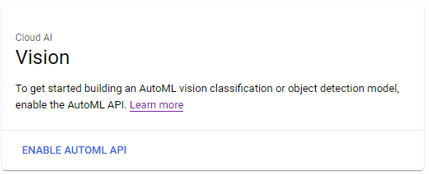 Cloud AI
Vision
To get started building an AutoML vision classification or object detection model,
enable the AutoML API. Learn more
ENABLE AUTOML API